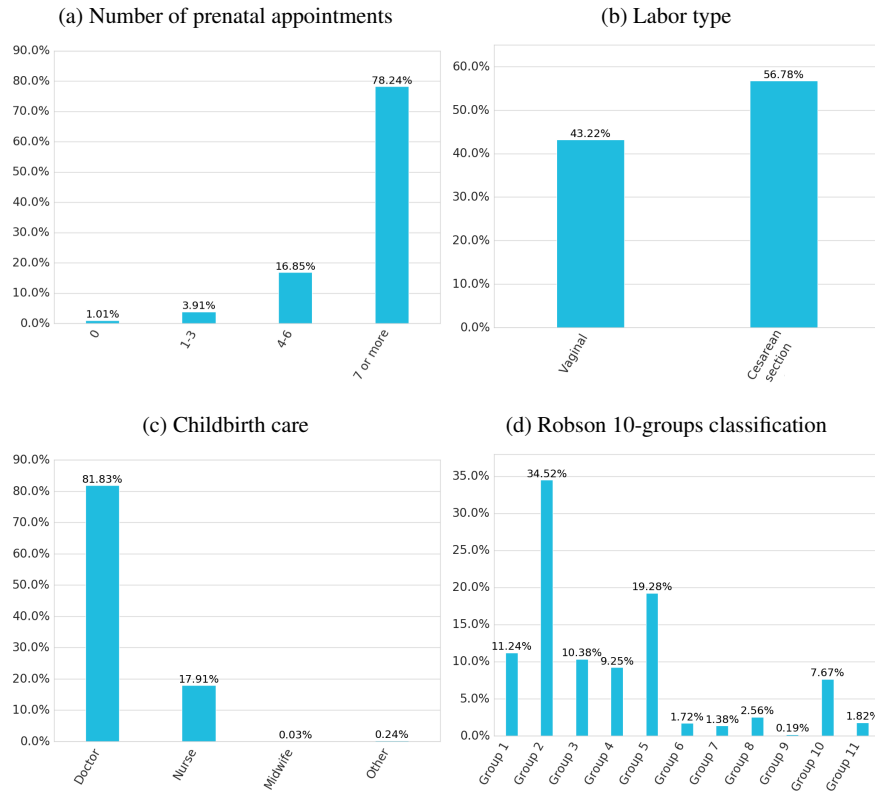 (a) Number of prenatal appointments
90.0%
80.0%
70.0%
60.0%
50.0%
40.0%
30.0%
20.0%
10.0%
0.0%
1.01%
3.91%
16.85%
78.24%
0
1-3
4-6
7 or more
(b) Labor type
60.0%
50.0%
40.0%
30.0%
20.0%
10.0%
0.0%
43.22%
56.78%
Vaginal
Cesarean
section
(c) Childbirth care
90.0%
80.0%
70.0%
60.0%
50.0%
40.0%
30.0%
20.0%
10.0%
0.0%
81.83%
17.91%
0.03%
0.24%
Doctor
Nurse
Midwife
Other
(d) Robson 10-groups classification
35.0%
30.0%
25.0%
20.0%
15.0%
10.0%
5.0%
0.0%
11.24%
34.52%
10.38%
9.25%
19.28%
1.72%
1.38%
2.56%
0.19%
7.67%
1.82%
Group 1
Group 2
Group 3
Group 4
Group 5
Group 6
Group 7
Group 8
Group 9
Group 10
Group 11